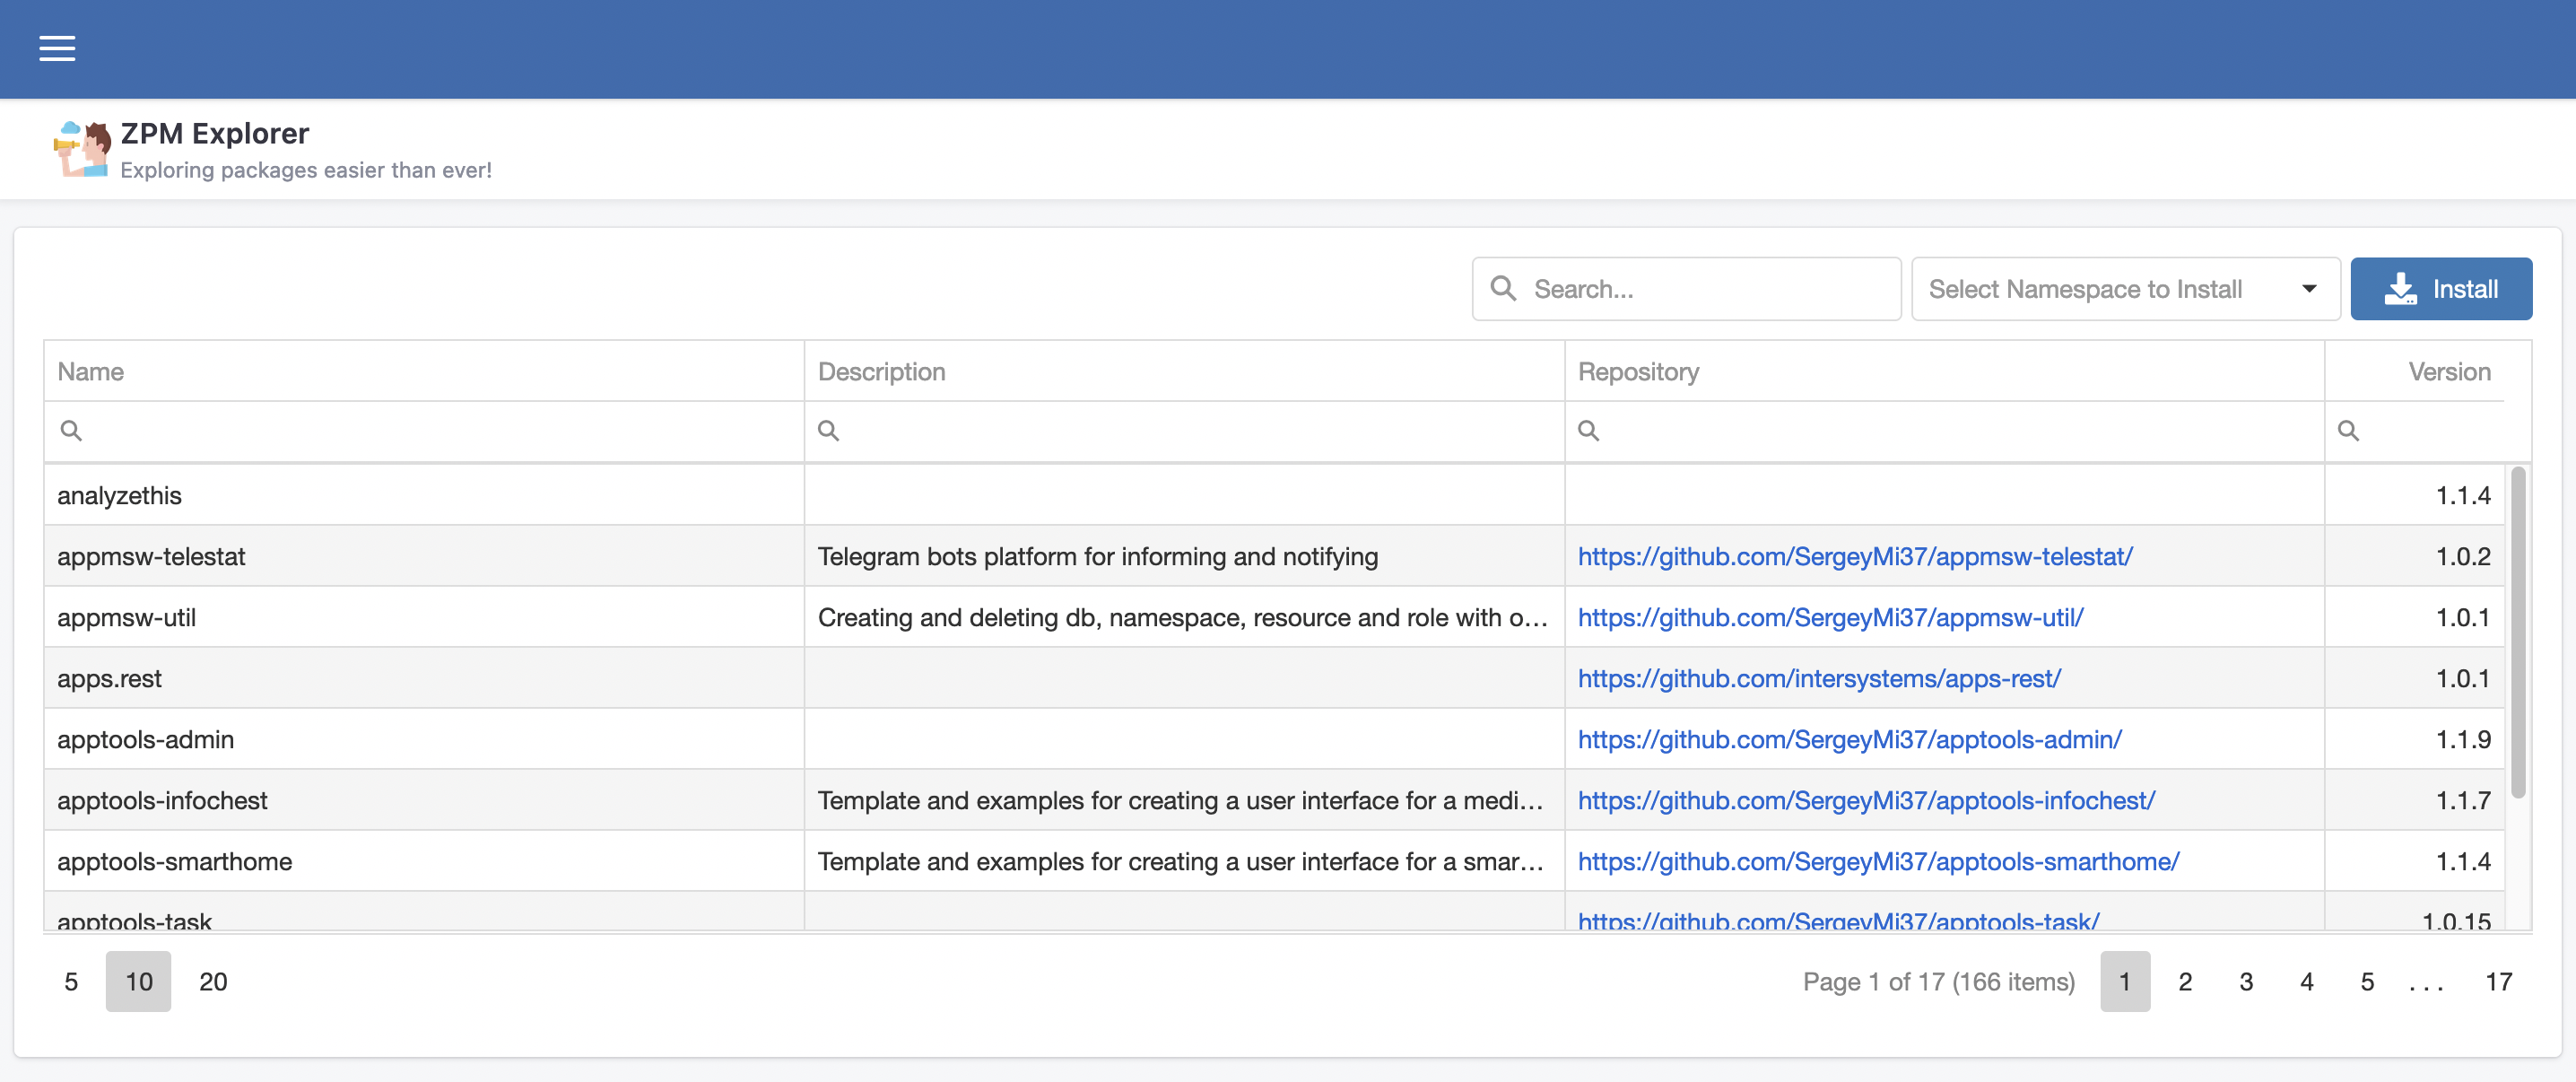 ZPM Explorer
Exploring packages easier than ever!
Search... Select Namespace to Install Install
Name Description Repository Version
analyzethis 1.1.4
appmsw-telestat Telegram bots platform for informing and notifying https://github.com/SergeyMi37/appmsw-telestat/ 1.0.2
appmsw-util Creating and deleting db, namespace, resource and role with o... https://github.com/SergeyMi37/appmsw-util/ 1.0.1
apps.rest https://github.com/intersystems/apps-rest/ 1.0.1
apptools-admin https://github.com/SergeyMi37/apptools-admin/ 1.1.9
apptools-infochest Template and examples for creating a user interface for a medi... https://github.com/SergeyMi37/apptools-infochest/ 1.1.7
apptools-smarthome Template and examples for creating a user interface for a smar... https://github.com/SergeyMi37/apptools-smarthome/ 1.1.4
apptools-task https://github.com/SergeyMi37/apptools-task/ 1.0.15
5 10 20 Page 1 of 17 (166 items) 1 2 3 4 5 ... 17